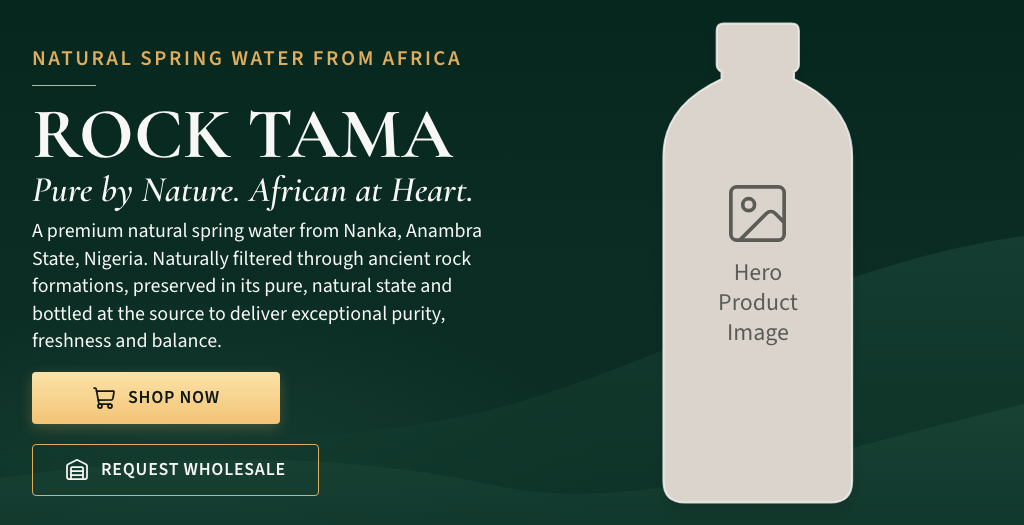 NATURAL SPRING WATER FROM AFRICA
ROCK TAMA
Pure by Nature. African at Heart.
A premium natural spring water from Nanka, Anambra
State, Nigeria. Naturally filtered through ancient rock
formations, preserved in its pure, natural state and
bottled at the source to deliver exceptional purity,
freshness and balance.
SHOP NOW
REQUEST WHOLESALE
Hero
Product
Image